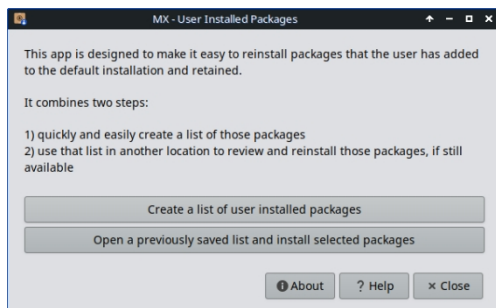 MX - User Installed Packages
This app is designed to make it easy to reinstall packages that the user has added
to the default installation and retained.
It combines two steps:
1) quickly and easily create a list of those packages
2) use that list in another location to review and reinstall those packages, if still
available
Create a list of user installed packages
Open a previously saved list and install selected packages
About
? Help
× Close